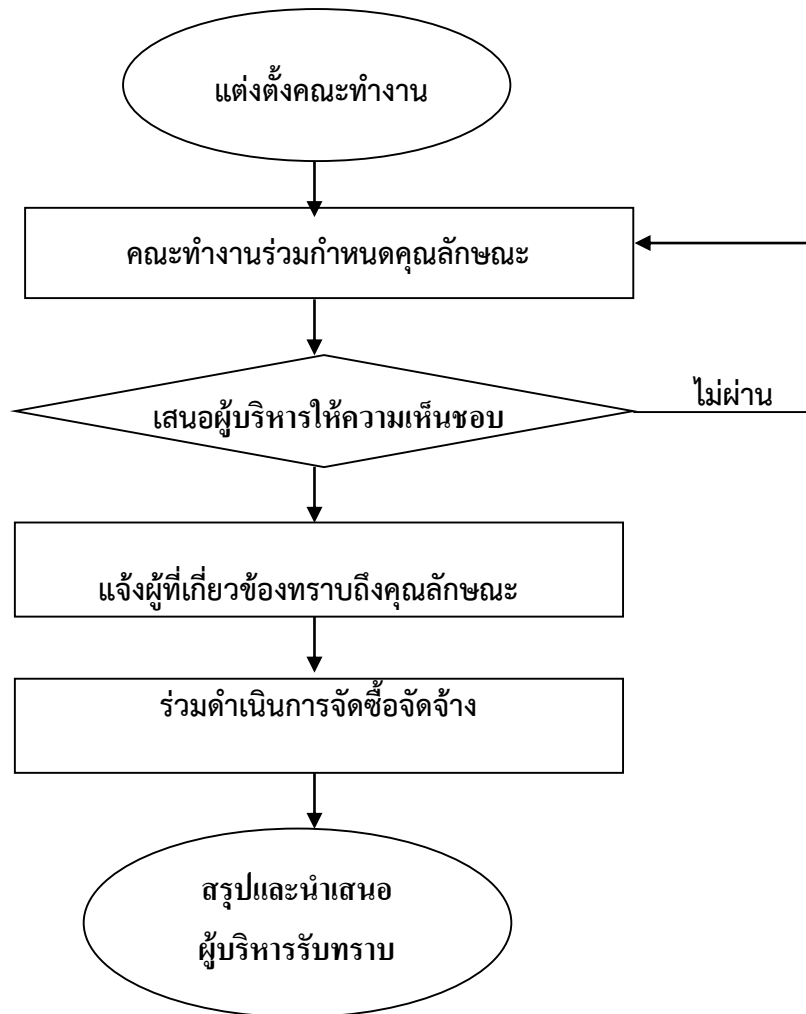 แต่งตั้งคณะทำงาน
คณะทำงานร่วมกำหนดคุณลักษณะ
เสนอผู้บริหารให้ความเห็นชอบ
ไม่ผ่าน
แจ้งผู้ที่เกี่ยวข้องทราบถึงคุณลักษณะ
ร่วมดำเนินการจัดซื้อจัดจ้าง
สรุปและนำเสนอ
ผู้บริหารรับทราบ